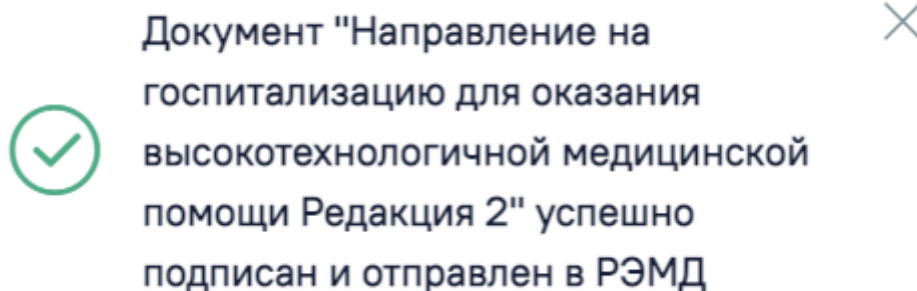 Документ "Направление на
госпитализацию для оказания
высокотехнологичной медицинской
помощи Редакция 2" успешно
подписан и отправлен в РЭМД